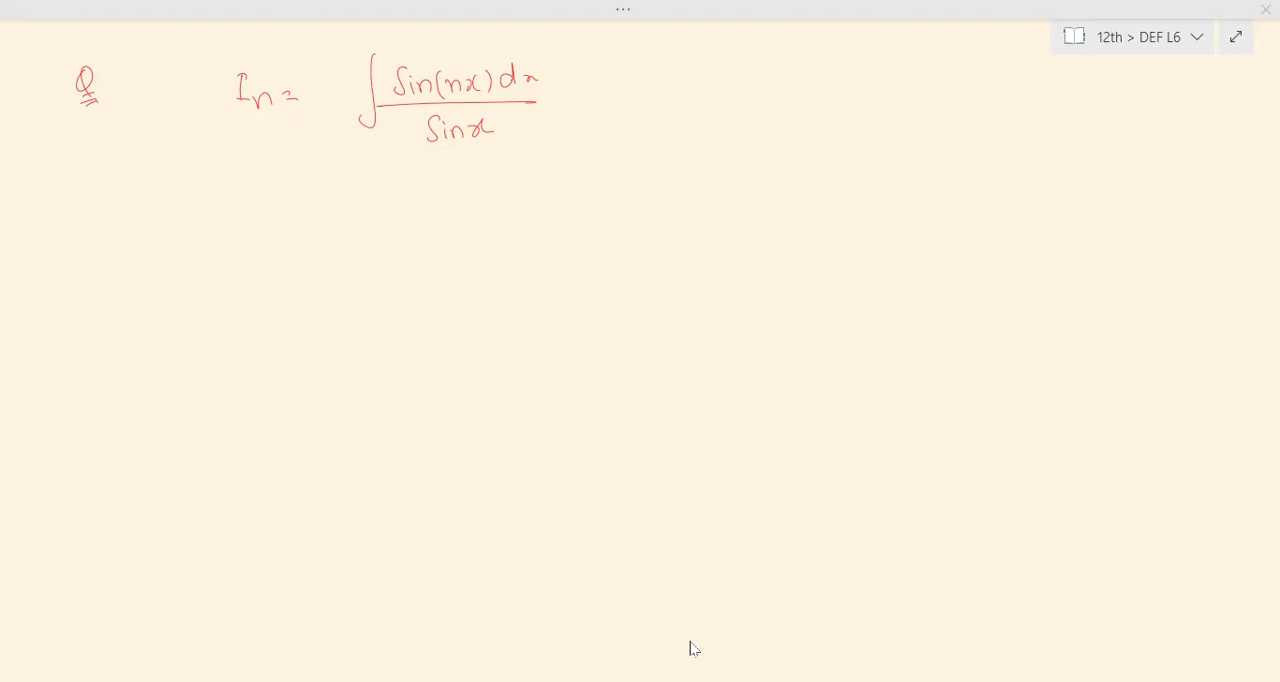 12th > DEF L6
Q In = ∫ Sin(nx) dx
Sinx